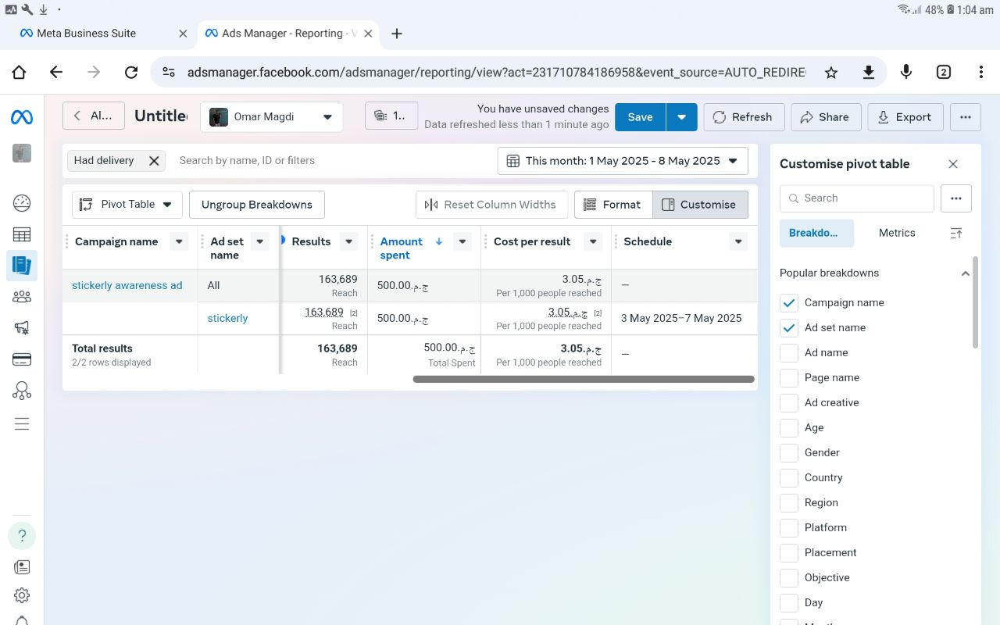 48% 1:04 am
Meta Business Suite
Ads Manager - Reporting - V
adsmanager.facebook.com/adsmanager/reporting/view?act=231710784186958&event_source=AUTO_REDIRE
2
Al...
Untitle
Omar Magdi
1..
You have unsaved changes
Data refreshed less than 1 minute ago
Save
Refresh
Share
Export
Had delivery
Search by name, ID or filters
This month: 1 May 2025 - 8 May 2025
Pivot Table
Ungroup Breakdowns
Reset Column Widths
Format
Customise
Campaign name
Ad set name
Results
Amount spent
Cost per result
Schedule
stickerly awareness ad
All
163,689
Reach
500.00.ج.م
3.05.ج.م
Per 1,000 people reached
—
stickerly
163,689 [2]
Reach
500.00.ج.م
3.05.ج.م [2]
Per 1,000 people reached
3 May 2025–7 May 2025
Total results
2/2 rows displayed
163,689
Reach
500.00.ج.م
Total Spent
3.05.ج.م
Per 1,000 people reached
—
Customise pivot table
Search
Breakdo...
Metrics
Popular breakdowns
Campaign name
Ad set name
Ad name
Page name
Ad creative
Age
Gender
Country
Region
Platform
Placement
Objective
Day